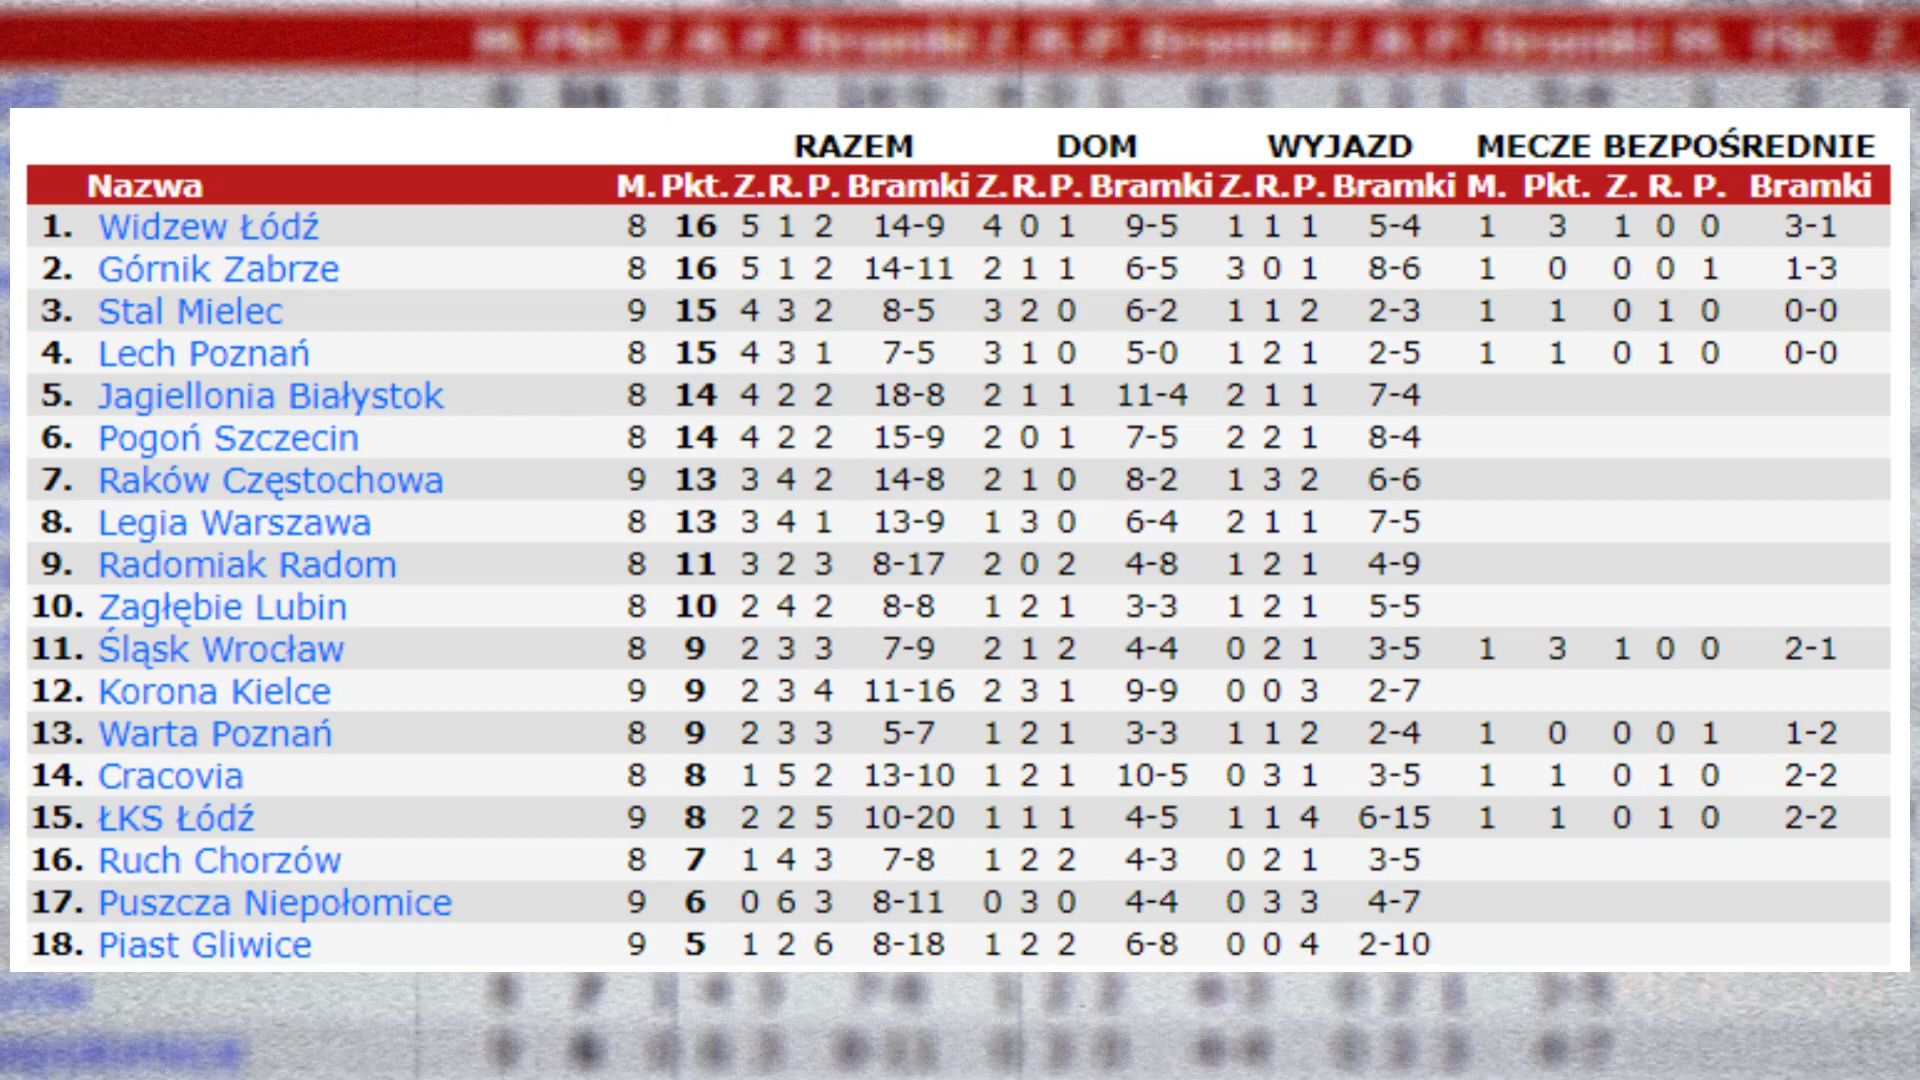 RAZEM DOM WYJAZD MECZE BEZPOŚREDNIE
Nazwa M. Pkt. Z. R. P. Bramki Z. R. P. Bramki Z. R. P. Bramki M. Pkt. Z. R. P. Bramki
1. Widzew Łódź 8 16 5 1 2 14-9 4 0 1 9-5 1 1 1 5-4 1 3 1 0 0 3-1
2. Górnik Zabrze 8 16 5 1 2 14-11 2 1 1 6-5 3 0 1 8-6 1 0 0 0 1 1-3
3. Stal Mielec 9 15 4 3 2 8-5 3 2 0 6-2 1 1 2 2-3 1 1 0 1 0 0-0
4. Lech Poznań 8 15 4 3 1 7-5 3 1 0 5-0 1 2 1 2-5 1 1 0 1 0 0-0
5. Jagiellonia Białystok 8 14 4 2 2 18-8 2 1 1 11-4 2 1 1 7-4
6. Pogoń Szczecin 8 14 4 2 2 15-9 2 0 1 7-5 2 2 1 8-4
7. Raków Częstochowa 9 13 3 4 2 14-8 2 1 0 8-2 1 3 2 6-6
8. Legia Warszawa 8 13 3 4 1 13-9 1 3 0 6-4 2 1 1 7-5
9. Radomiak Radom 8 11 3 2 3 8-17 2 0 2 4-8 1 2 1 4-9
10. Zagłębie Lubin 8 10 2 4 2 8-8 1 2 1 3-3 1 2 1 5-5
11. Śląsk Wrocław 8 9 2 3 3 7-9 2 1 2 4-4 0 2 1 3-5 1 3 1 0 0 2-1
12. Korona Kielce 9 9 2 3 4 11-16 2 3 1 9-9 0 0 3 2-7
13. Warta Poznań 8 9 2 3 3 5-7 1 2 1 3-3 1 1 2 2-4 1 0 0 0 1 1-2
14. Cracovia 8 8 1 5 2 13-10 1 2 1 10-5 0 3 1 3-5 1 1 0 1 0 2-2
15. ŁKS Łódź 9 8 2 2 5 10-20 1 1 1 4-5 1 1 4 6-15 1 1 0 1 0 2-2
16. Ruch Chorzów 8 7 1 4 3 7-8 1 2 2 4-3 0 2 1 3-5
17. Puszcza Niepołomice 9 6 0 6 3 8-11 0 3 0 4-4 0 3 3 4-7
18. Piast Gliwice 9 5 1 2 6 8-18 1 2 2 6-8 0 0 4 2-10